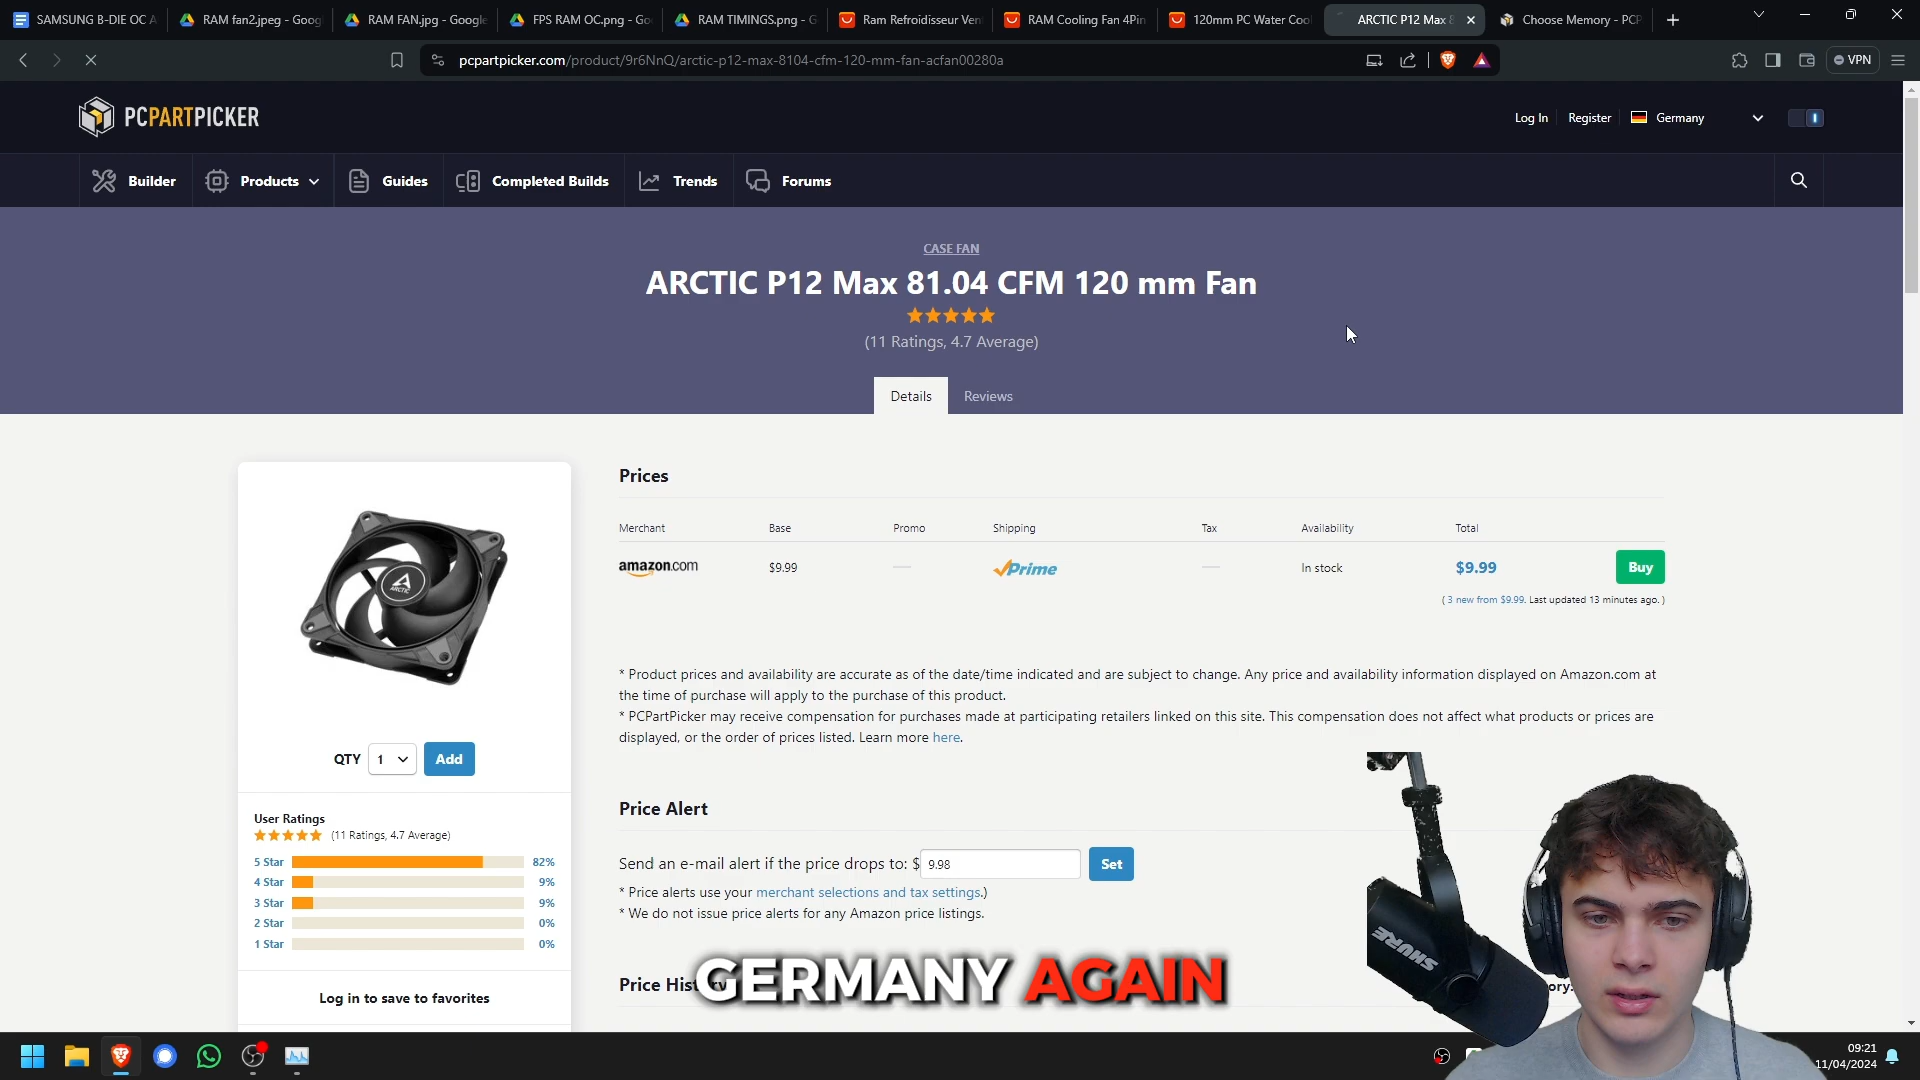 SAMSUNG B-DIE OC A
RAM fan2.jpeg - Goog
RAM FAN.jpg - Google
FPS RAM OC.png - Go
RAM TIMINGS.png - G
Ram Refroidisseur Ven
RAM Cooling Fan 4Pin
120mm PC Water Cool
ARCTIC P12 Max 8
Choose Memory - PCP
pcpartpicker.com/product/9r6NnQ/arctic-p12-max-8104-cfm-120-mm-fan-acfan00280a
VPN
PCPARTPICKER
Log In
Register
Germany
Builder
Products
Guides
Completed Builds
Trends
Forums
CASE FAN
ARCTIC P12 Max 81.04 CFM 120 mm Fan
(11 Ratings, 4.7 Average)
Details
Reviews
Prices
Merchant Base Promo Shipping Tax Availability Total
amazon.com $9.99 — Prime — In stock $9.99 Buy
( 3 new from $9.99. Last updated 13 minutes ago. )
* Product prices and availability are accurate as of the date/time indicated and are subject to change. Any price and availability information displayed on Amazon.com at
the time of purchase will apply to the purchase of this product.
* PCPartPicker may receive compensation for purchases made at participating retailers linked on this site. This compensation does not affect what products or prices are
displayed, or the order of prices listed. Learn more here.
ARCTIC
QTY 1 Add
User Ratings
(11 Ratings, 4.7 Average)
5 Star 82%
4 Star 9%
3 Star 9%
2 Star 0%
1 Star 0%
Log in to save to favorites
Price Alert
Send an e-mail alert if the price drops to: $ 9.98 Set
* Price alerts use your merchant selections and tax settings.)
* We do not issue price alerts for any Amazon price listings.
Price Hist
GERMANY AGAIN
SHURE
09:21
11/04/2024